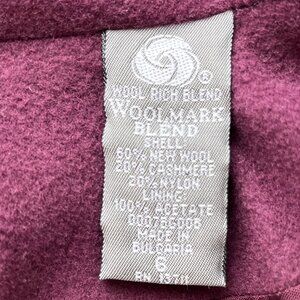 ®
WOOL RICH BLEND
WOOLMARK
BLEND
SHELL:
60% NEW WOOL
20% CASHMERE
20% NYLON
LINING
100% ACETATE
MADE IN
BULGARIA
6
RN